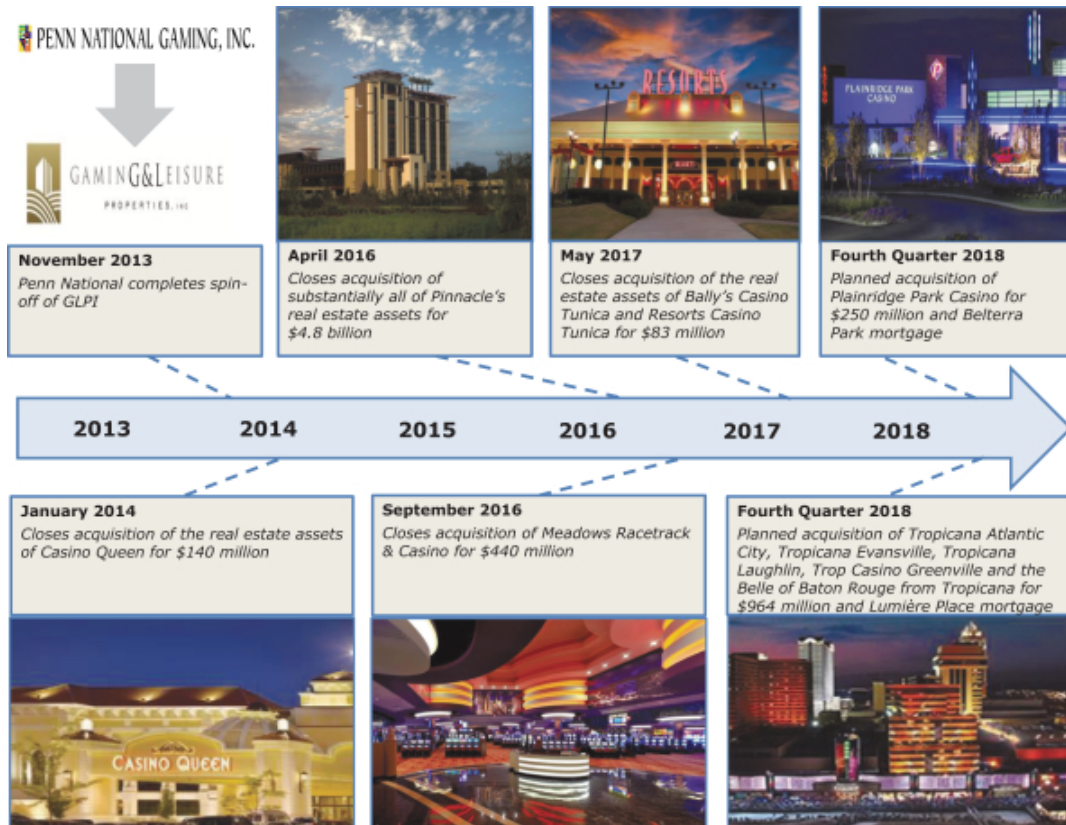 PENN NATIONAL GAMING, INC.
GAMING&LEISURE
PROPERTIES, INC
RESORTS
PLAINRIDGE PARK
CASINO
November 2013
Penn National completes spin-
off of GLPI
April 2016
Closes acquisition of
substantially all of Pinnacle's
real estate assets for
$4.8 billion
May 2017
Closes acquisition of the real
estate assets of Bally's Casino
Tunica and Resorts Casino
Tunica for $83 million
Fourth Quarter 2018
Planned acquisition of
Plainridge Park Casino for
$250 million and Belterra
Park mortgage
2013 2014 2015 2016 2017 2018
January 2014
Closes acquisition of the real estate assets
of Casino Queen for $140 million
September 2016
Closes acquisition of Meadows Racetrack
& Casino for $440 million
Fourth Quarter 2018
Planned acquisition of Tropicana Atlantic
City, Tropicana Evansville, Tropicana
Laughlin, Trop Casino Greenville and the
Belle of Baton Rouge from Tropicana for
$964 million and Lumière Place mortgage
CASINO QUEEN